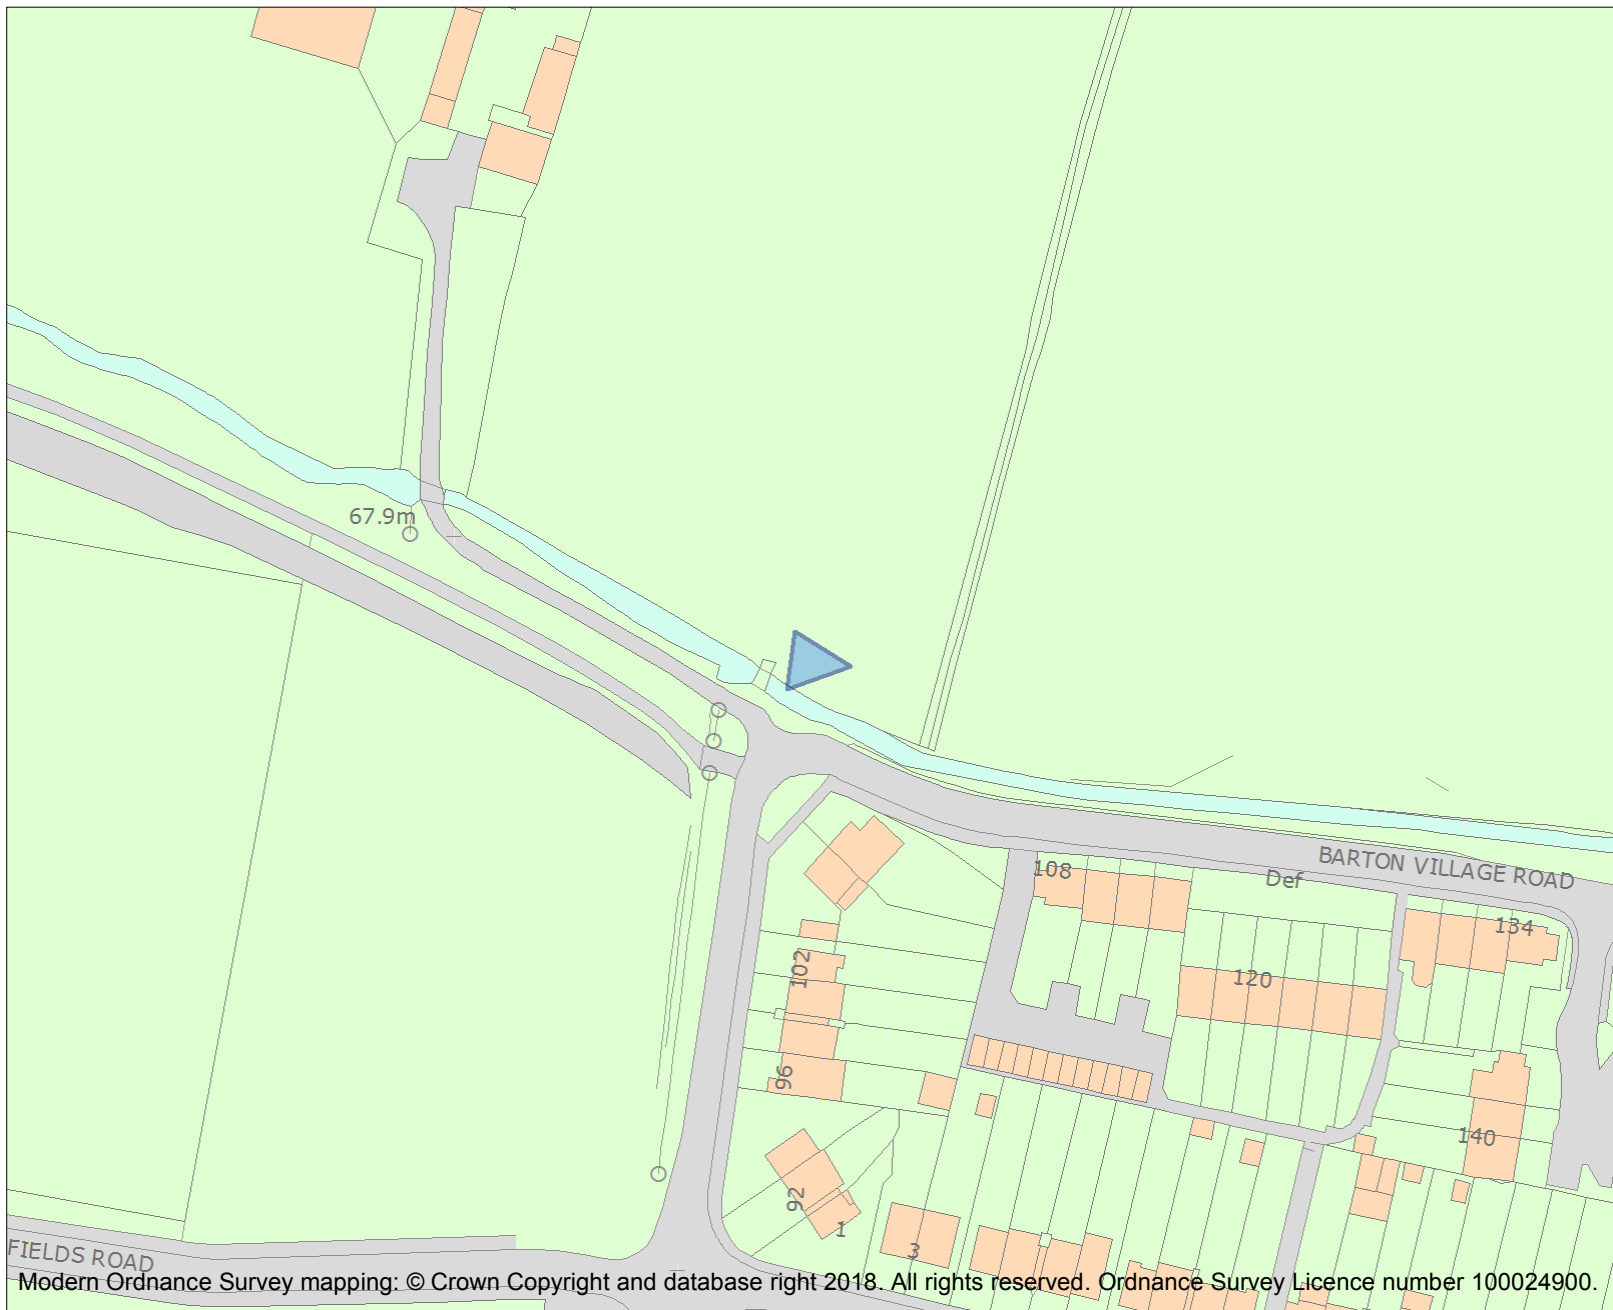 67.9m
BARTON VILLAGE ROAD
108
Def
134
102
120
96
140
92
1
3
FIELDS ROAD
Modern Ordnance Survey mapping: © Crown Copyright and database right 2018. All rights reserved. Ordnance Survey Licence number 100024900.